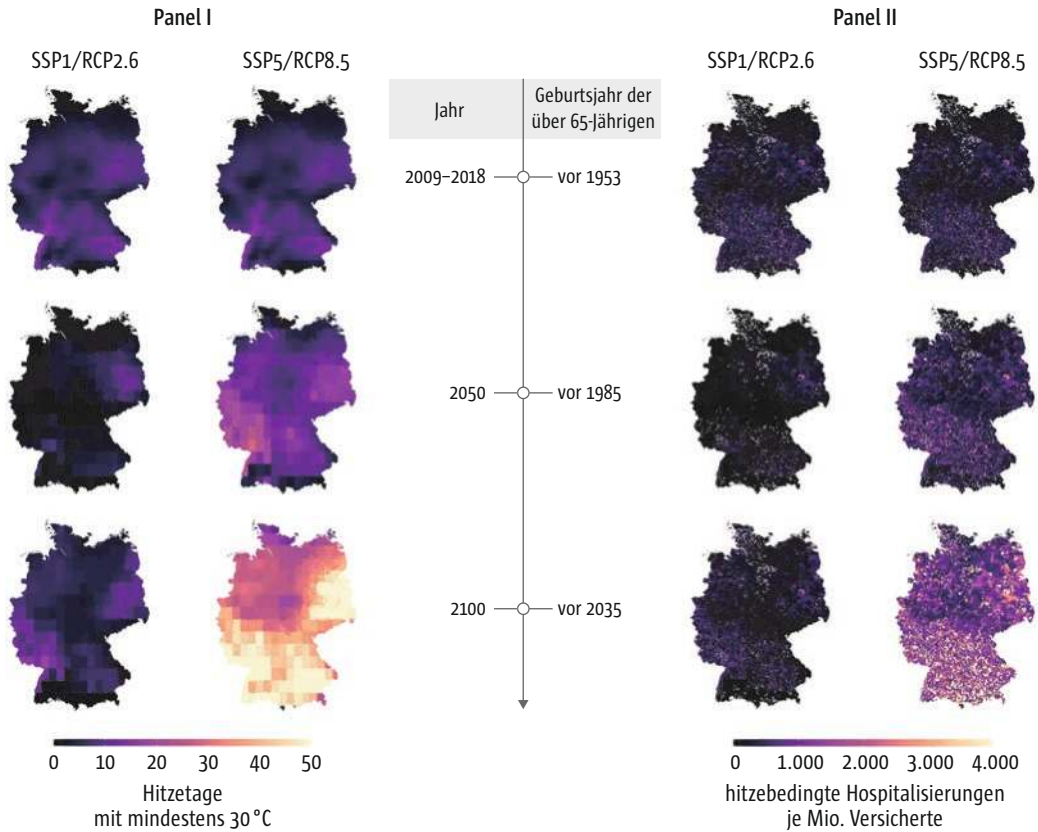 Panel I
Panel II
SSP1/RCP2.6
SSP5/RCP8.5
SSP1/RCP2.6
SSP5/RCP8.5
Jahr
Geburtsjahr der
über 65-Jährigen
2009–2018
vor 1953
2050
vor 1985
2100
vor 2035
0 10 20 30 40 50
Hitzetage
mit mindestens 30 °C
0 1.000 2.000 3.000 4.000
hitzebedingte Hospitalisierungen
je Mio. Versicherte